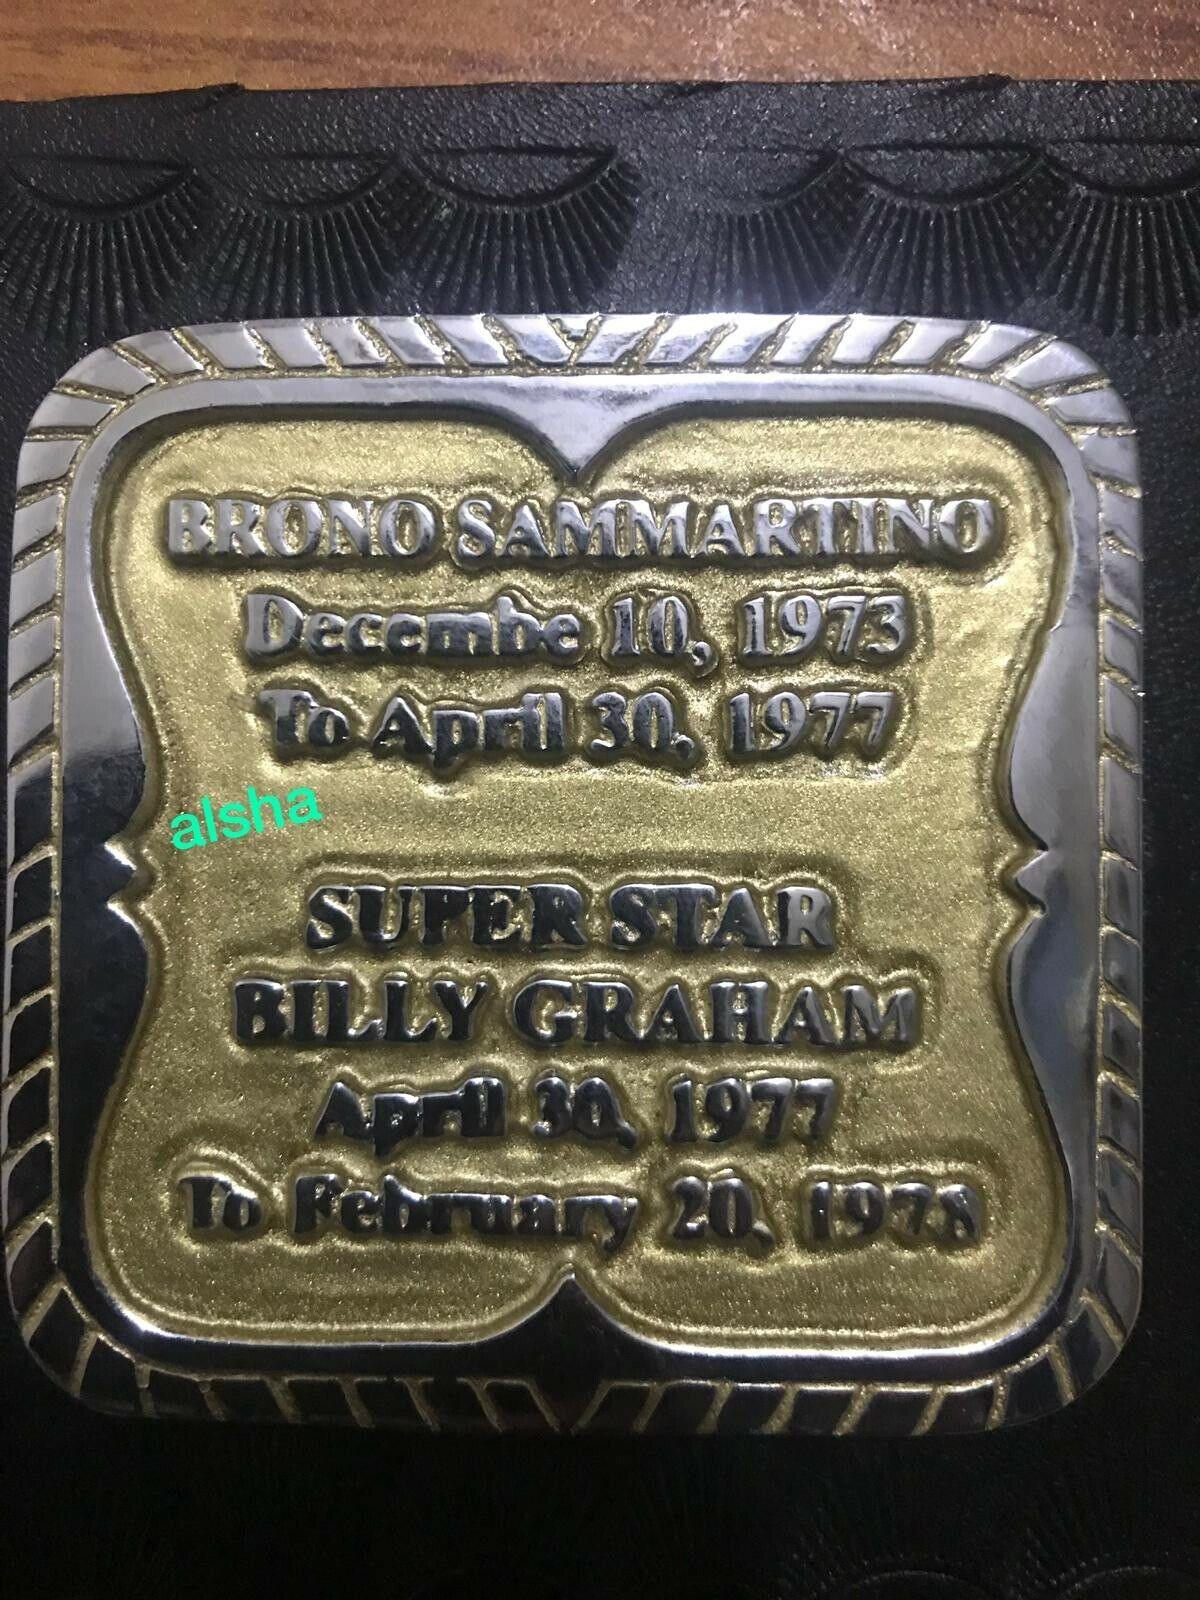 BRONO SAMMARTINO
Decembe 10, 1973
To April 30, 1977
alsha
SUPER STAR
BILLY GRAHAM
April 30, 1977
To February 20, 1978